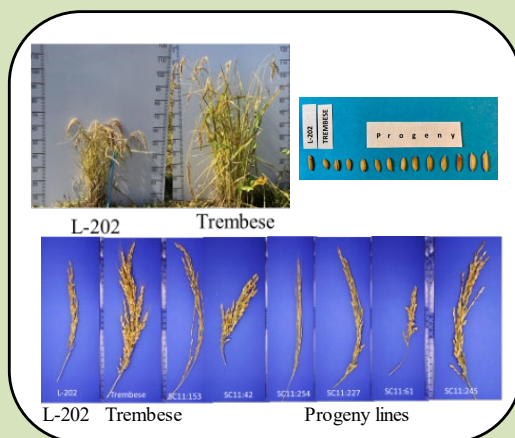 L-202
TREMBESE
Progeny
L-202
Trembese
L-202
Trembese
SC11:153
SC11:42
SC11:254
SC11:227
SC11:61
SC11:245
L-202 Trembese Progeny lines